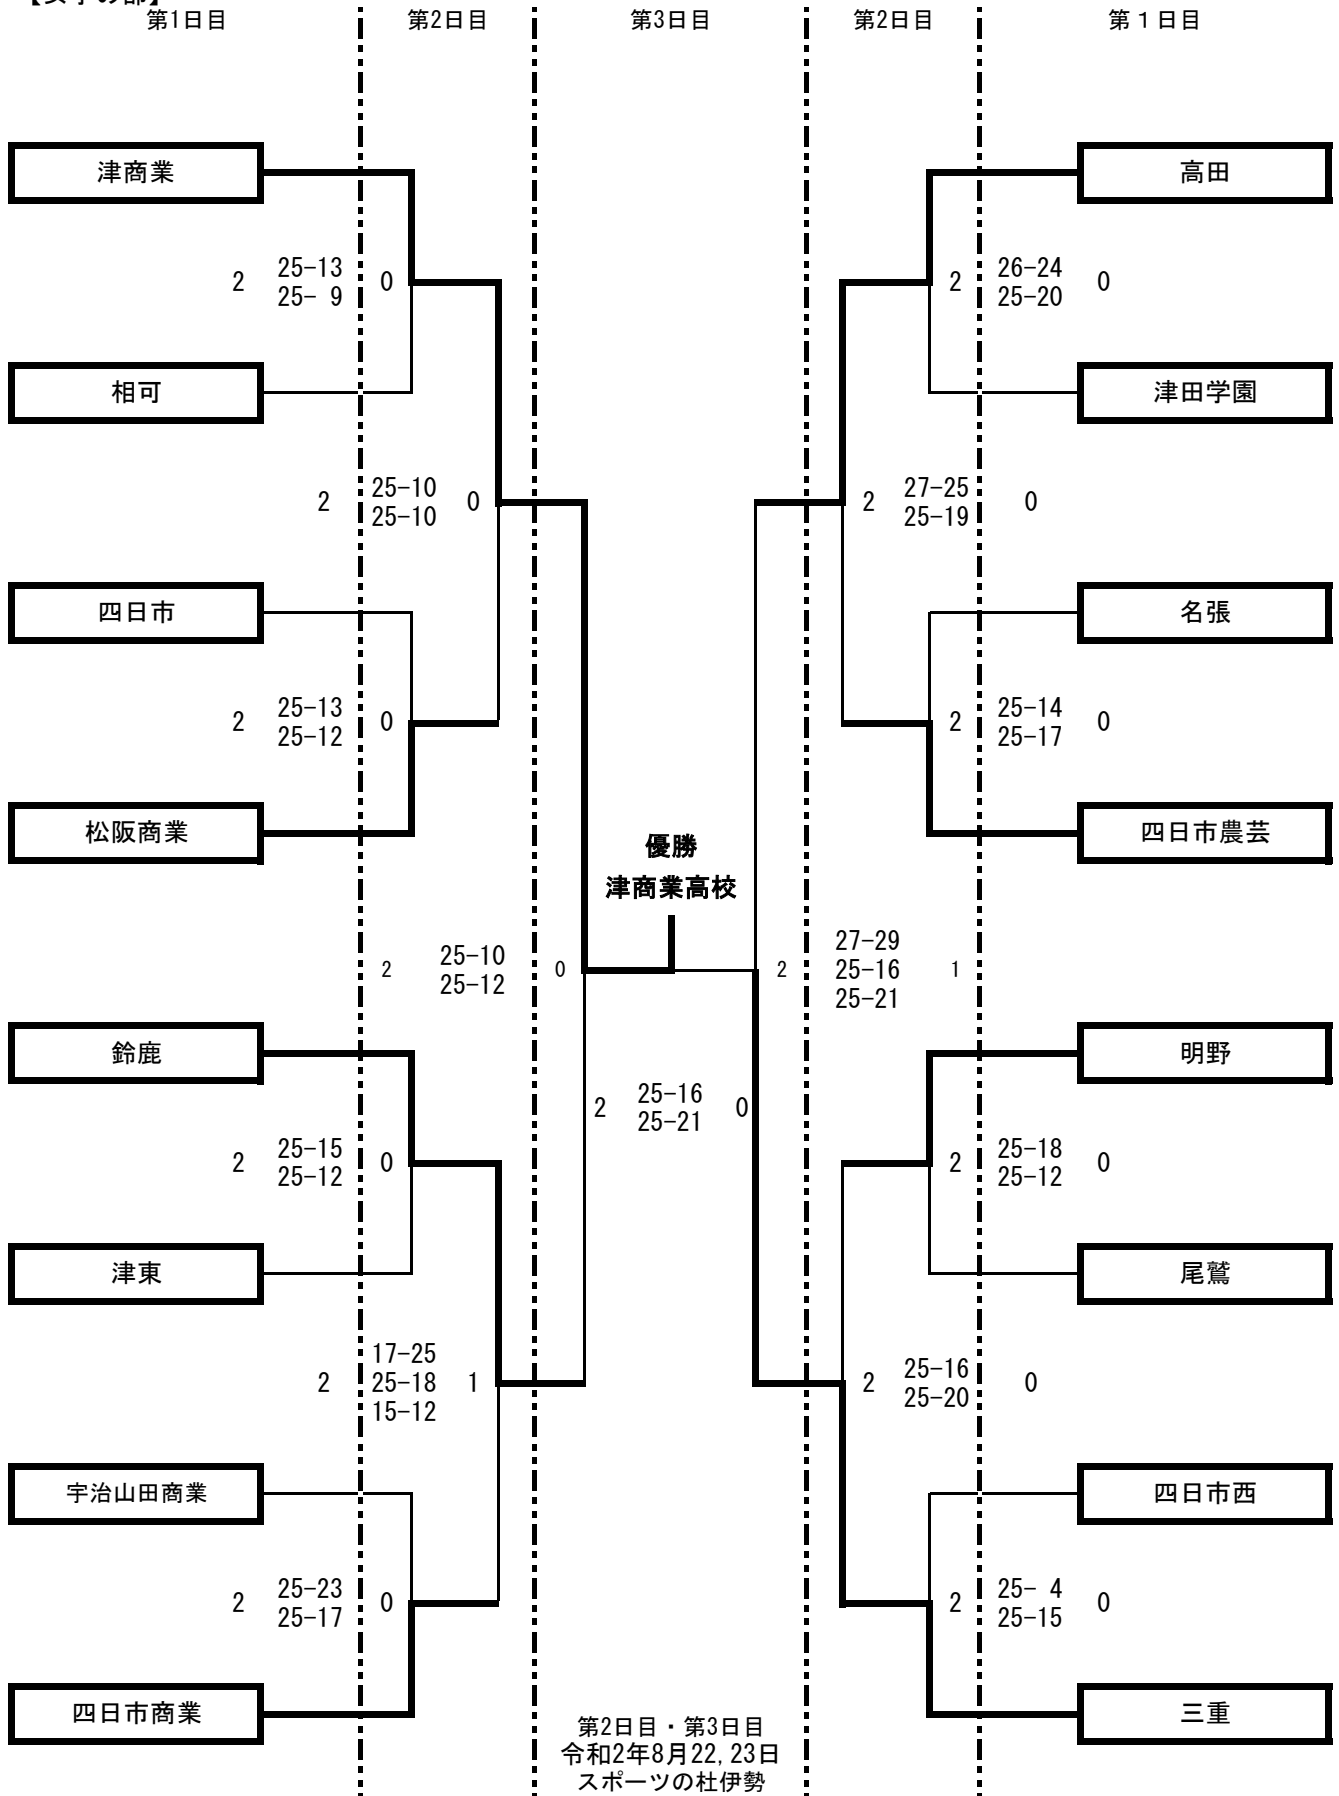 第1日目
第2日目
第3日目
第2日目
第１日目
津商業
高田
2
25-13
25- 9
0
2
26-24
25-20
0
相可
津田学園
2
25-10
25-10
0
2
27-25
25-19
0
四日市
名張
2
25-13
25-12
0
2
25-14
25-17
0
松阪商業
四日市農芸
優勝
津商業高校
2
25-10
25-12
0
2
27-29
25-16
25-21
1
鈴鹿
明野
2
25-16
25-21
0
2
25-15
25-12
0
2
25-18
25-12
0
津東
尾鷲
2
17-25
25-18
15-12
1
2
25-16
25-20
0
宇治山田商業
四日市西
2
25-23
25-17
0
2
25- 4
25-15
0
四日市商業
三重
第2日目・第3日目
令和2年8月22,23日
スポーツの杜伊勢